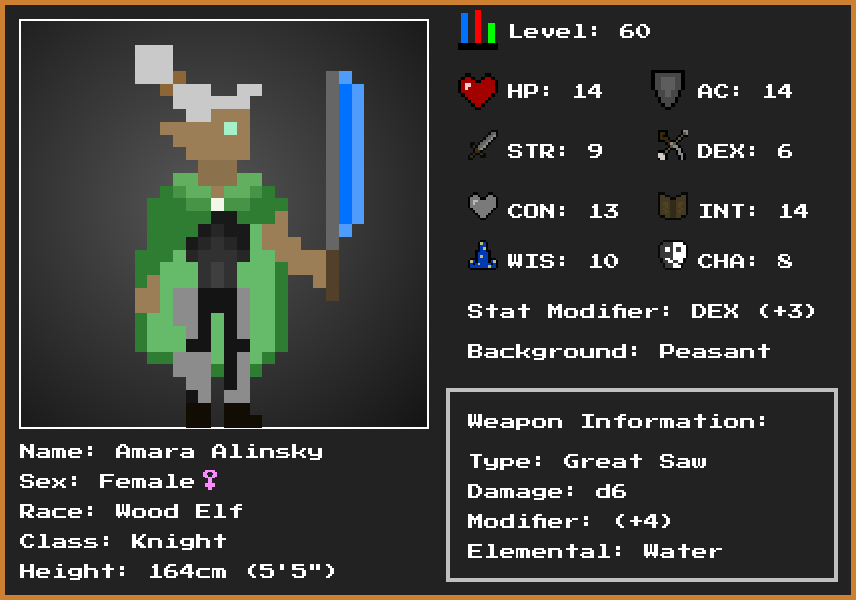 Level: 60
HP: 14 AC: 14
STR: 9 DEX: 6
CON: 13 INT: 14
WIS: 10 CHA: 8
Stat Modifier: DEX (+3)
Background: Peasant
Weapon Information:
Type: Great Saw
Damage: d6
Modifier: (+4)
Elemental: Water
Name: Amara Alinsky
Sex: Female♀
Race: Wood Elf
Class: Knight
Height: 164cm (5'5")